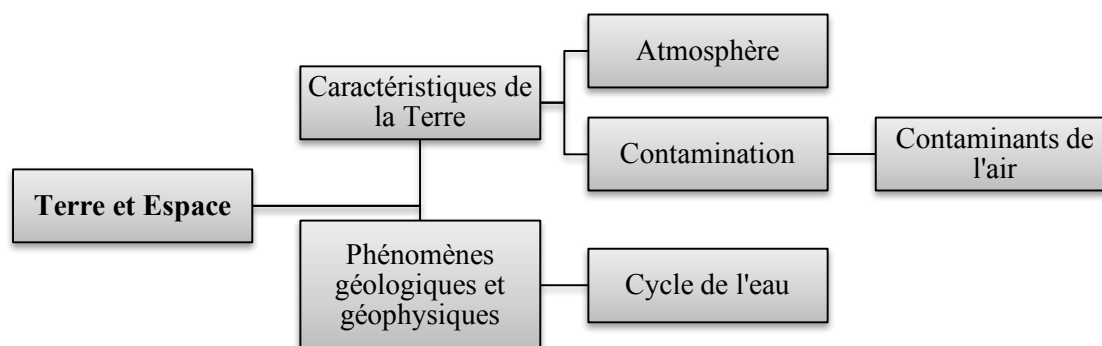 Terre et Espace
Caractéristiques de
la Terre
Atmosphère
Contamination
Contaminants de
l'air
Phénomènes
géologiques et
géophysiques
Cycle de l'eau